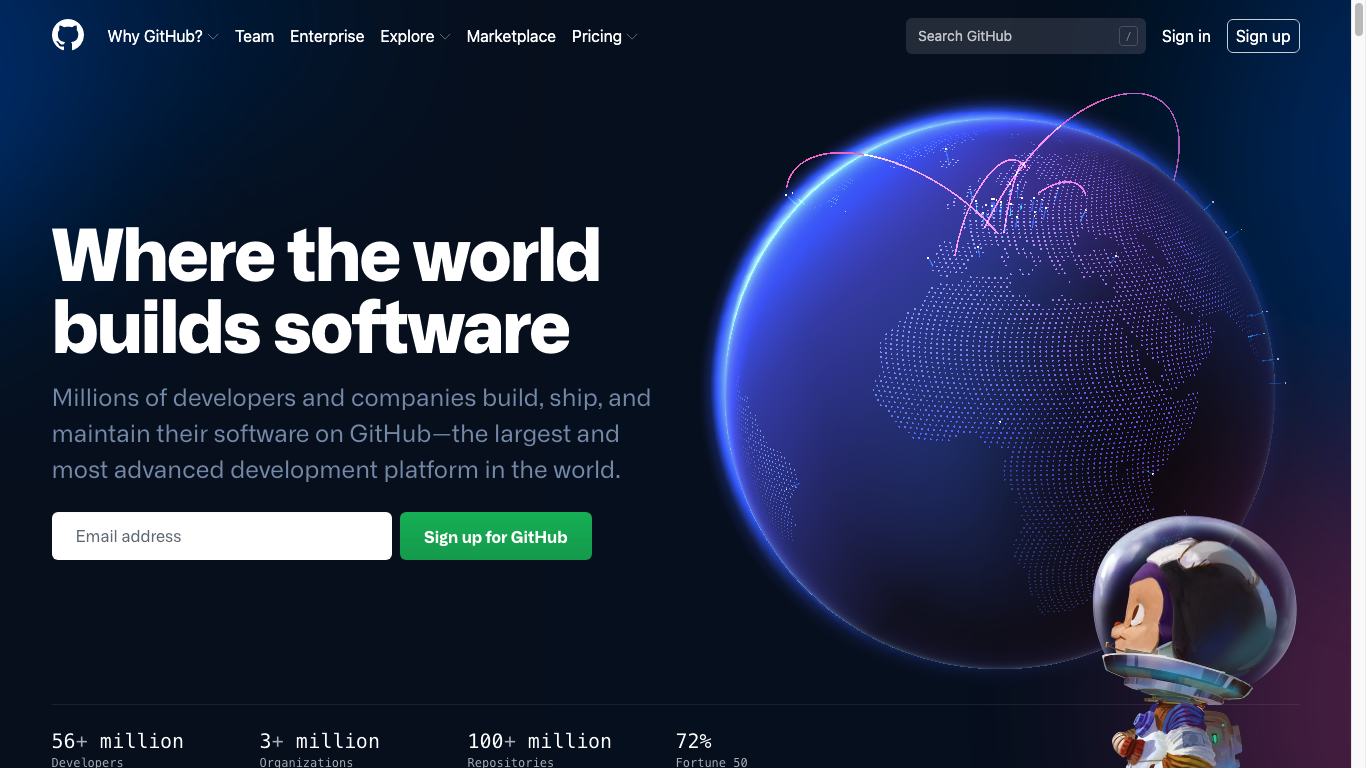 Why GitHub? Team Enterprise Explore Marketplace Pricing Search GitHub / Sign in Sign up
Where the world
builds software
Millions of developers and companies build, ship, and
maintain their software on GitHub—the largest and
most advanced development platform in the world.
Email address Sign up for GitHub
56+ million 3+ million 100+ million 72%
Developers Organizations Repositories Fortune 50